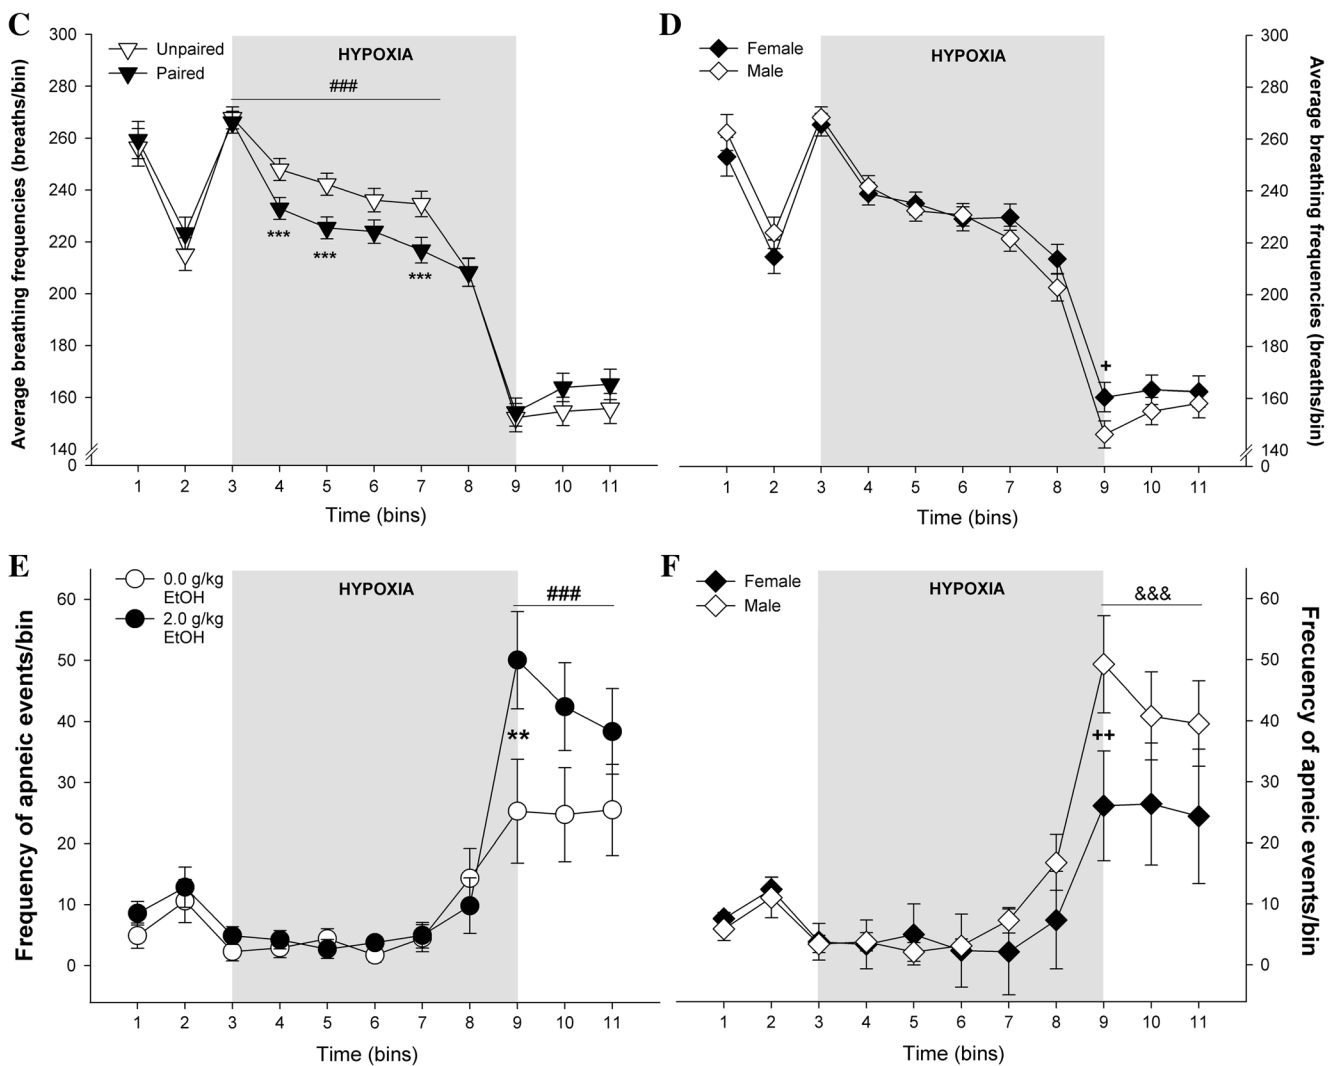 C
Unpaired
Paired
HYPOXIA
###
***
***
***
300
280
260
240
220
200
180
160
140
0
Average breathing frequencies (breaths/bin)
1 2 3 4 5 6 7 8 9 10 11
Time (bins)
D
Female
Male
HYPOXIA
+
300
280
260
240
220
200
180
160
140
0
Average breathing frequencies (breaths/bin)
1 2 3 4 5 6 7 8 9 10 11
Time (bins)
E
0.0 g/kg
EtOH
2.0 g/kg
EtOH
HYPOXIA
###
**
60
50
40
30
20
10
0
Frequency of apneic events/bin
1 2 3 4 5 6 7 8 9 10 11
Time (bins)
F
Female
Male
HYPOXIA
&&&
++
60
50
40
30
20
10
0
Frecuency of apneic events/bin
1 2 3 4 5 6 7 8 9 10 11
Time (bins)